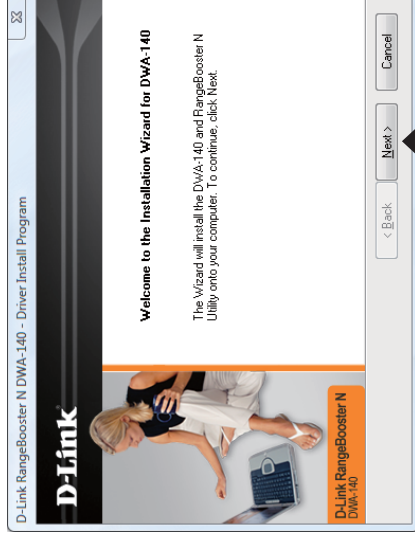 D-Link RangeBooster N DWA-140 - Driver Install Program
D-Link
Welcome to the Installation Wizard for DWA-140
The Wizard will install the DWA-140 and RangeBooster N
Utility onto your computer. To continue, click Next.
D-Link RangeBooster N
DWA-140
< Back
Next >
Cancel